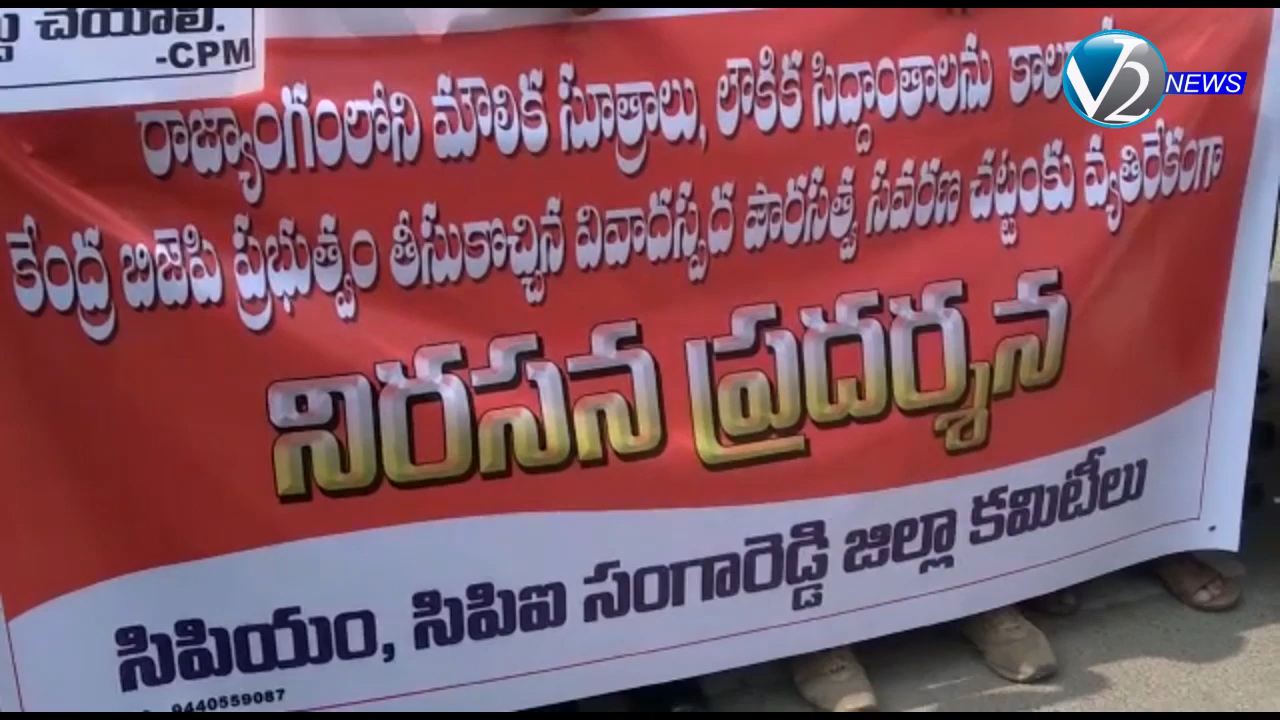 చేయాలి.
-CPM
V2 NEWS
రాజ్యాంగంలోని మౌలిక సూత్రాలు, లౌకిక సిద్ధాంతాలను
కేంద్ర బిజెపి ప్రభుత్వం తీసుకొచ్చిన వివాదస్పద పౌరసత్వ సవరణ చట్టంకు వ్యతిరేకంగా
నిరసన ప్రదర్శన
సిపియం, సిపిఐ సంగారెడ్డి జిల్లా కమిటీలు
9440559087